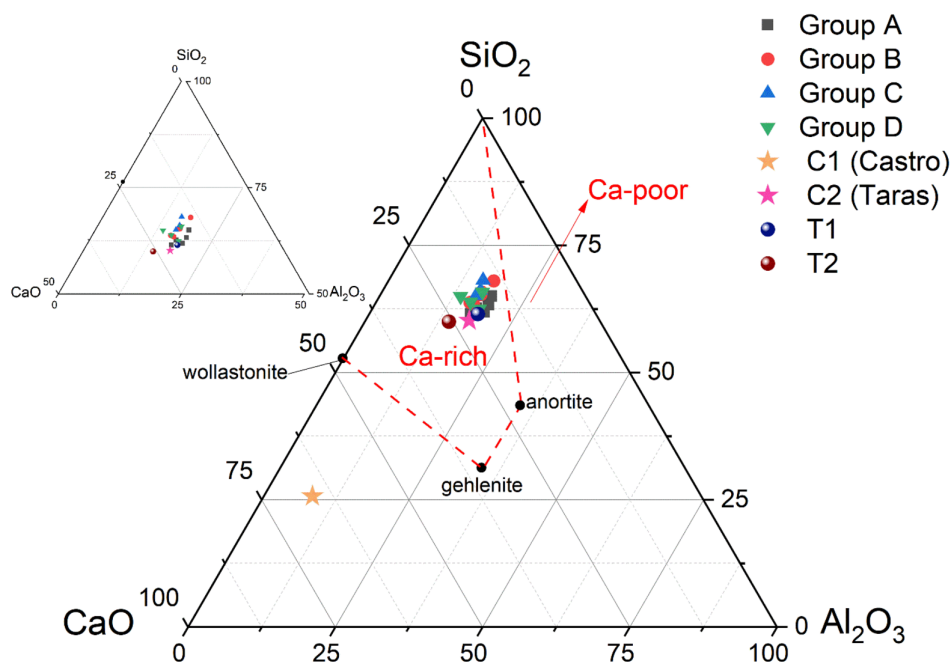 SiO₂
0
100
25
75
50
CaO
0
25
50
Al₂O₃
50
SiO₂
0
100
Ca-poor
25
75
Ca-rich
50
wollastonite
50
anortite
gehlenite
75
25
100
CaO
0
Al₂O₃
0
25
50
75
100
Group A
Group B
Group C
Group D
C1 (Castro)
C2 (Taras)
T1
T2